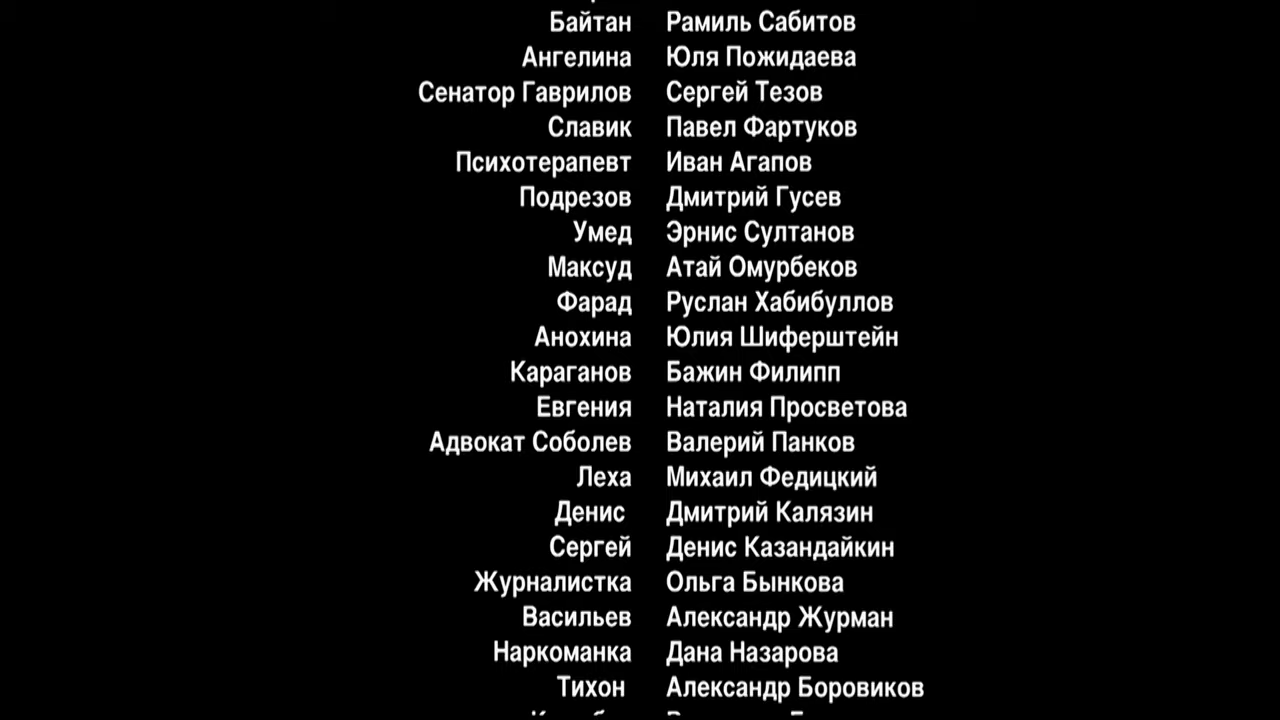 Байтан Рамиль Сабитов
Ангелина Юля Пожидаева
Сенатор Гаврилов Сергей Тезов
Славик Павел Фартуков
Психотерапевт Иван Агапов
Подрезов Дмитрий Гусев
Умед Эрнис Султанов
Максуд Атай Омурбеков
Фарад Руслан Хабибуллов
Анохина Юлия Шиферштейн
Караганов Бажин Филипп
Евгения Наталия Просветова
Адвокат Соболев Валерий Панков
Леха Михаил Федицкий
Денис Дмитрий Калязин
Сергей Денис Казандайкин
Журналистка Ольга Бынкова
Васильев Александр Журман
Наркоманка Дана Назарова
Тихон Александр Боровиков